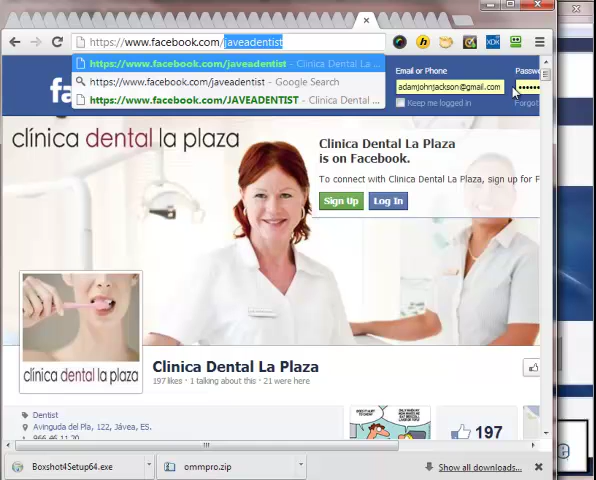 https://www.facebook.com/javeadentist
https://www.facebook.com/javeadentist - Clinica Dental La ...
https://www.facebook.com/javeadentist - Google Search
https://www.facebook.com/JAVEADENTIST - Clinica Dental ...
XDK
Email or Phone
Passwo
adamjohnjackson@gmail.com
Keep me logged in
Forgot
clínica dental la plaza
Clinica Dental La Plaza
is on Facebook.
To connect with Clinica Dental La Plaza, sign up for F
Sign Up
Log In
clínica dental la plaza
Clinica Dental La Plaza
197 likes · 1 talking about this · 21 were here
Dentist
Avinguda del Pla, 122, Jávea, ES.
197
Boxshot4Setup64.exe
ommpro.zip
Show all downloads...